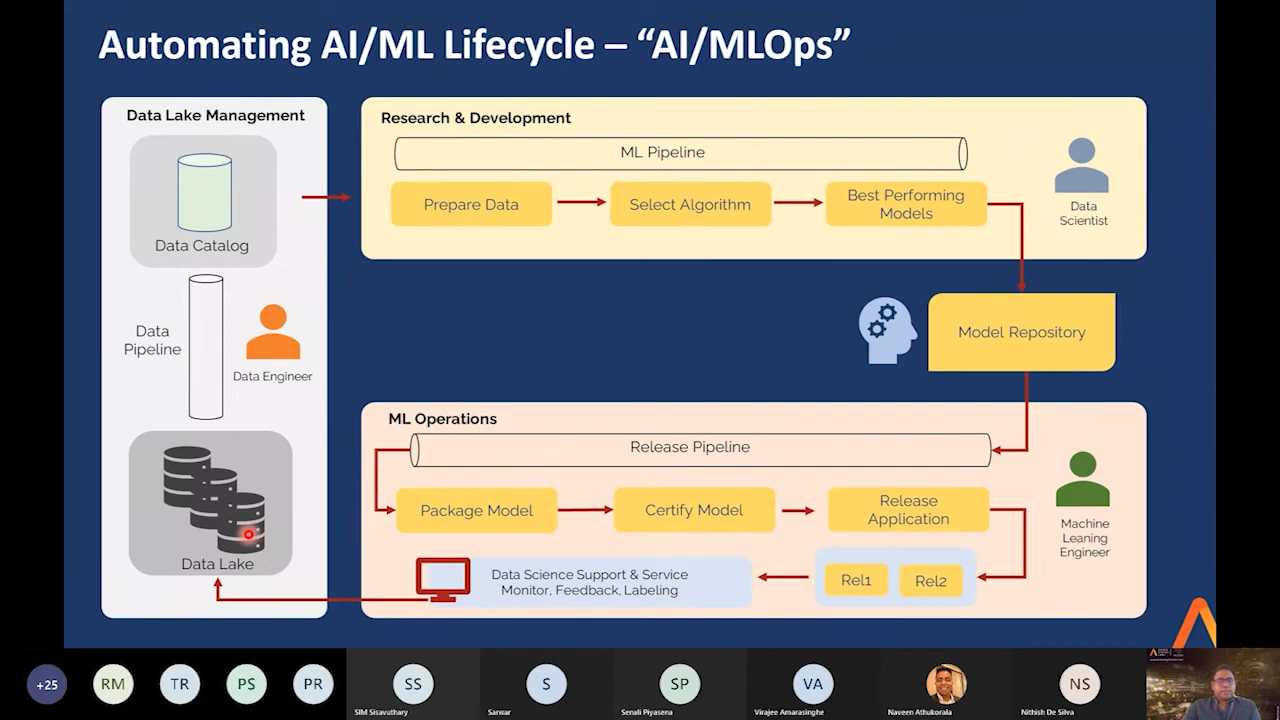 Automating AI/ML Lifecycle – “AI/MLOps”
Data Lake Management
Data Catalog
Data
Pipeline
Data Engineer
Data Lake
Research & Development
ML Pipeline
Prepare Data
Select Algorithm
Best Performing
Models
Data
Scientist
Model Repository
ML Operations
Release Pipeline
Package Model
Certify Model
Release
Application
Machine
Leaning
Engineer
Data Science Support & Service
Monitor, Feedback, Labeling
Rel1
Rel2
+25
RM
TR
PS
PR
SS
SIM Sisavuthary
S
Sarwar
SP
Senali Piyasena
VA
Virajee Amarasinghe
Naveen Athukorala
NS
Nithish De Silva